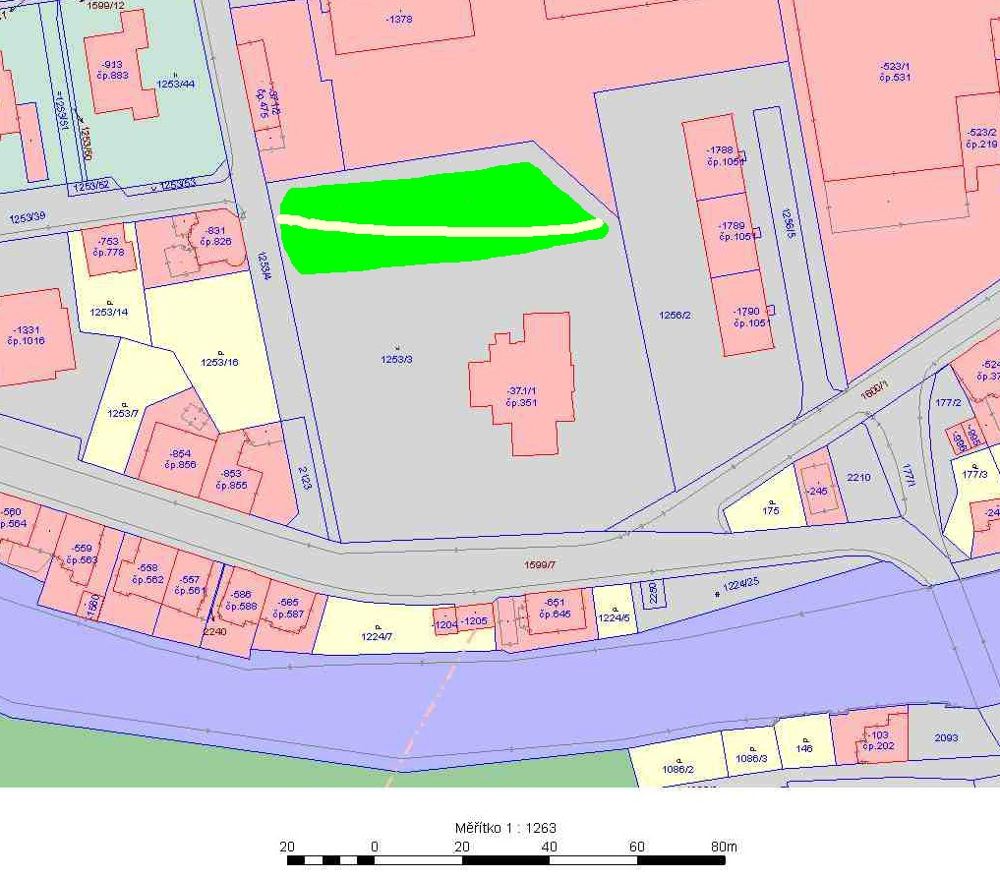 1599/12
-913
čp.883
1253/44
1253/51
1253/50
1253/52
1253/53
1253/39
-1378
-523/1
čp.531
-523/2
čp.219
-1788
čp.1051
-1789
čp.1051
-1790
čp.1051
1256/5
1256/2
-753
čp.778
-831
čp.826
1253/4
P
1253/14
-1331
čp.1016
P
1253/16
1253/3
-371/1
čp.351
P
1253/7
-854
čp.856
-853
čp.855
2123
1600/1
177/2
177/1
P
177/3
2210
-245
P
175
-560
-559
čp.563
-558
čp.562
-557
čp.561
-586
čp.588
-585
čp.587
2240
1599/7
P
1224/7
-1204
-1205
-651
čp.645
P
1224/5
2250
1224/25
P
1086/2
P
1086/3
P
146
-103
čp.202
2093
Měřítko 1 : 1263
20 0 20 40 60 80m